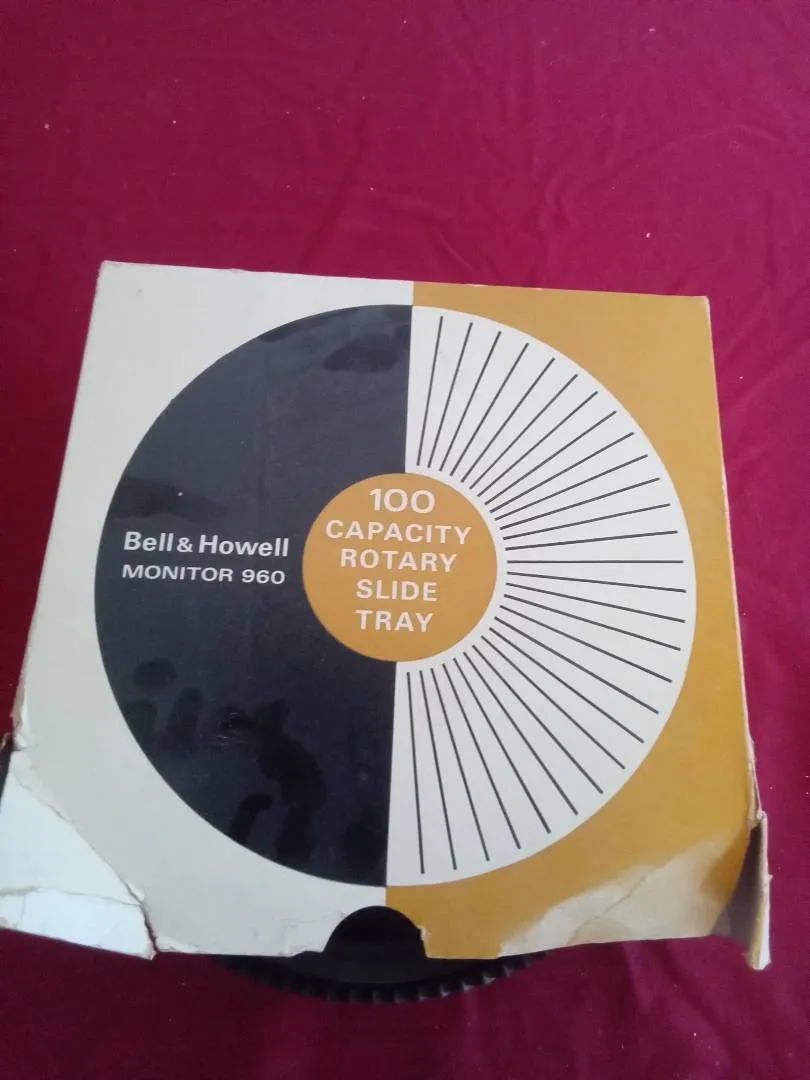 Bell & Howell
MONITOR 960
100
CAPACITY
ROTARY
SLIDE
TRAY